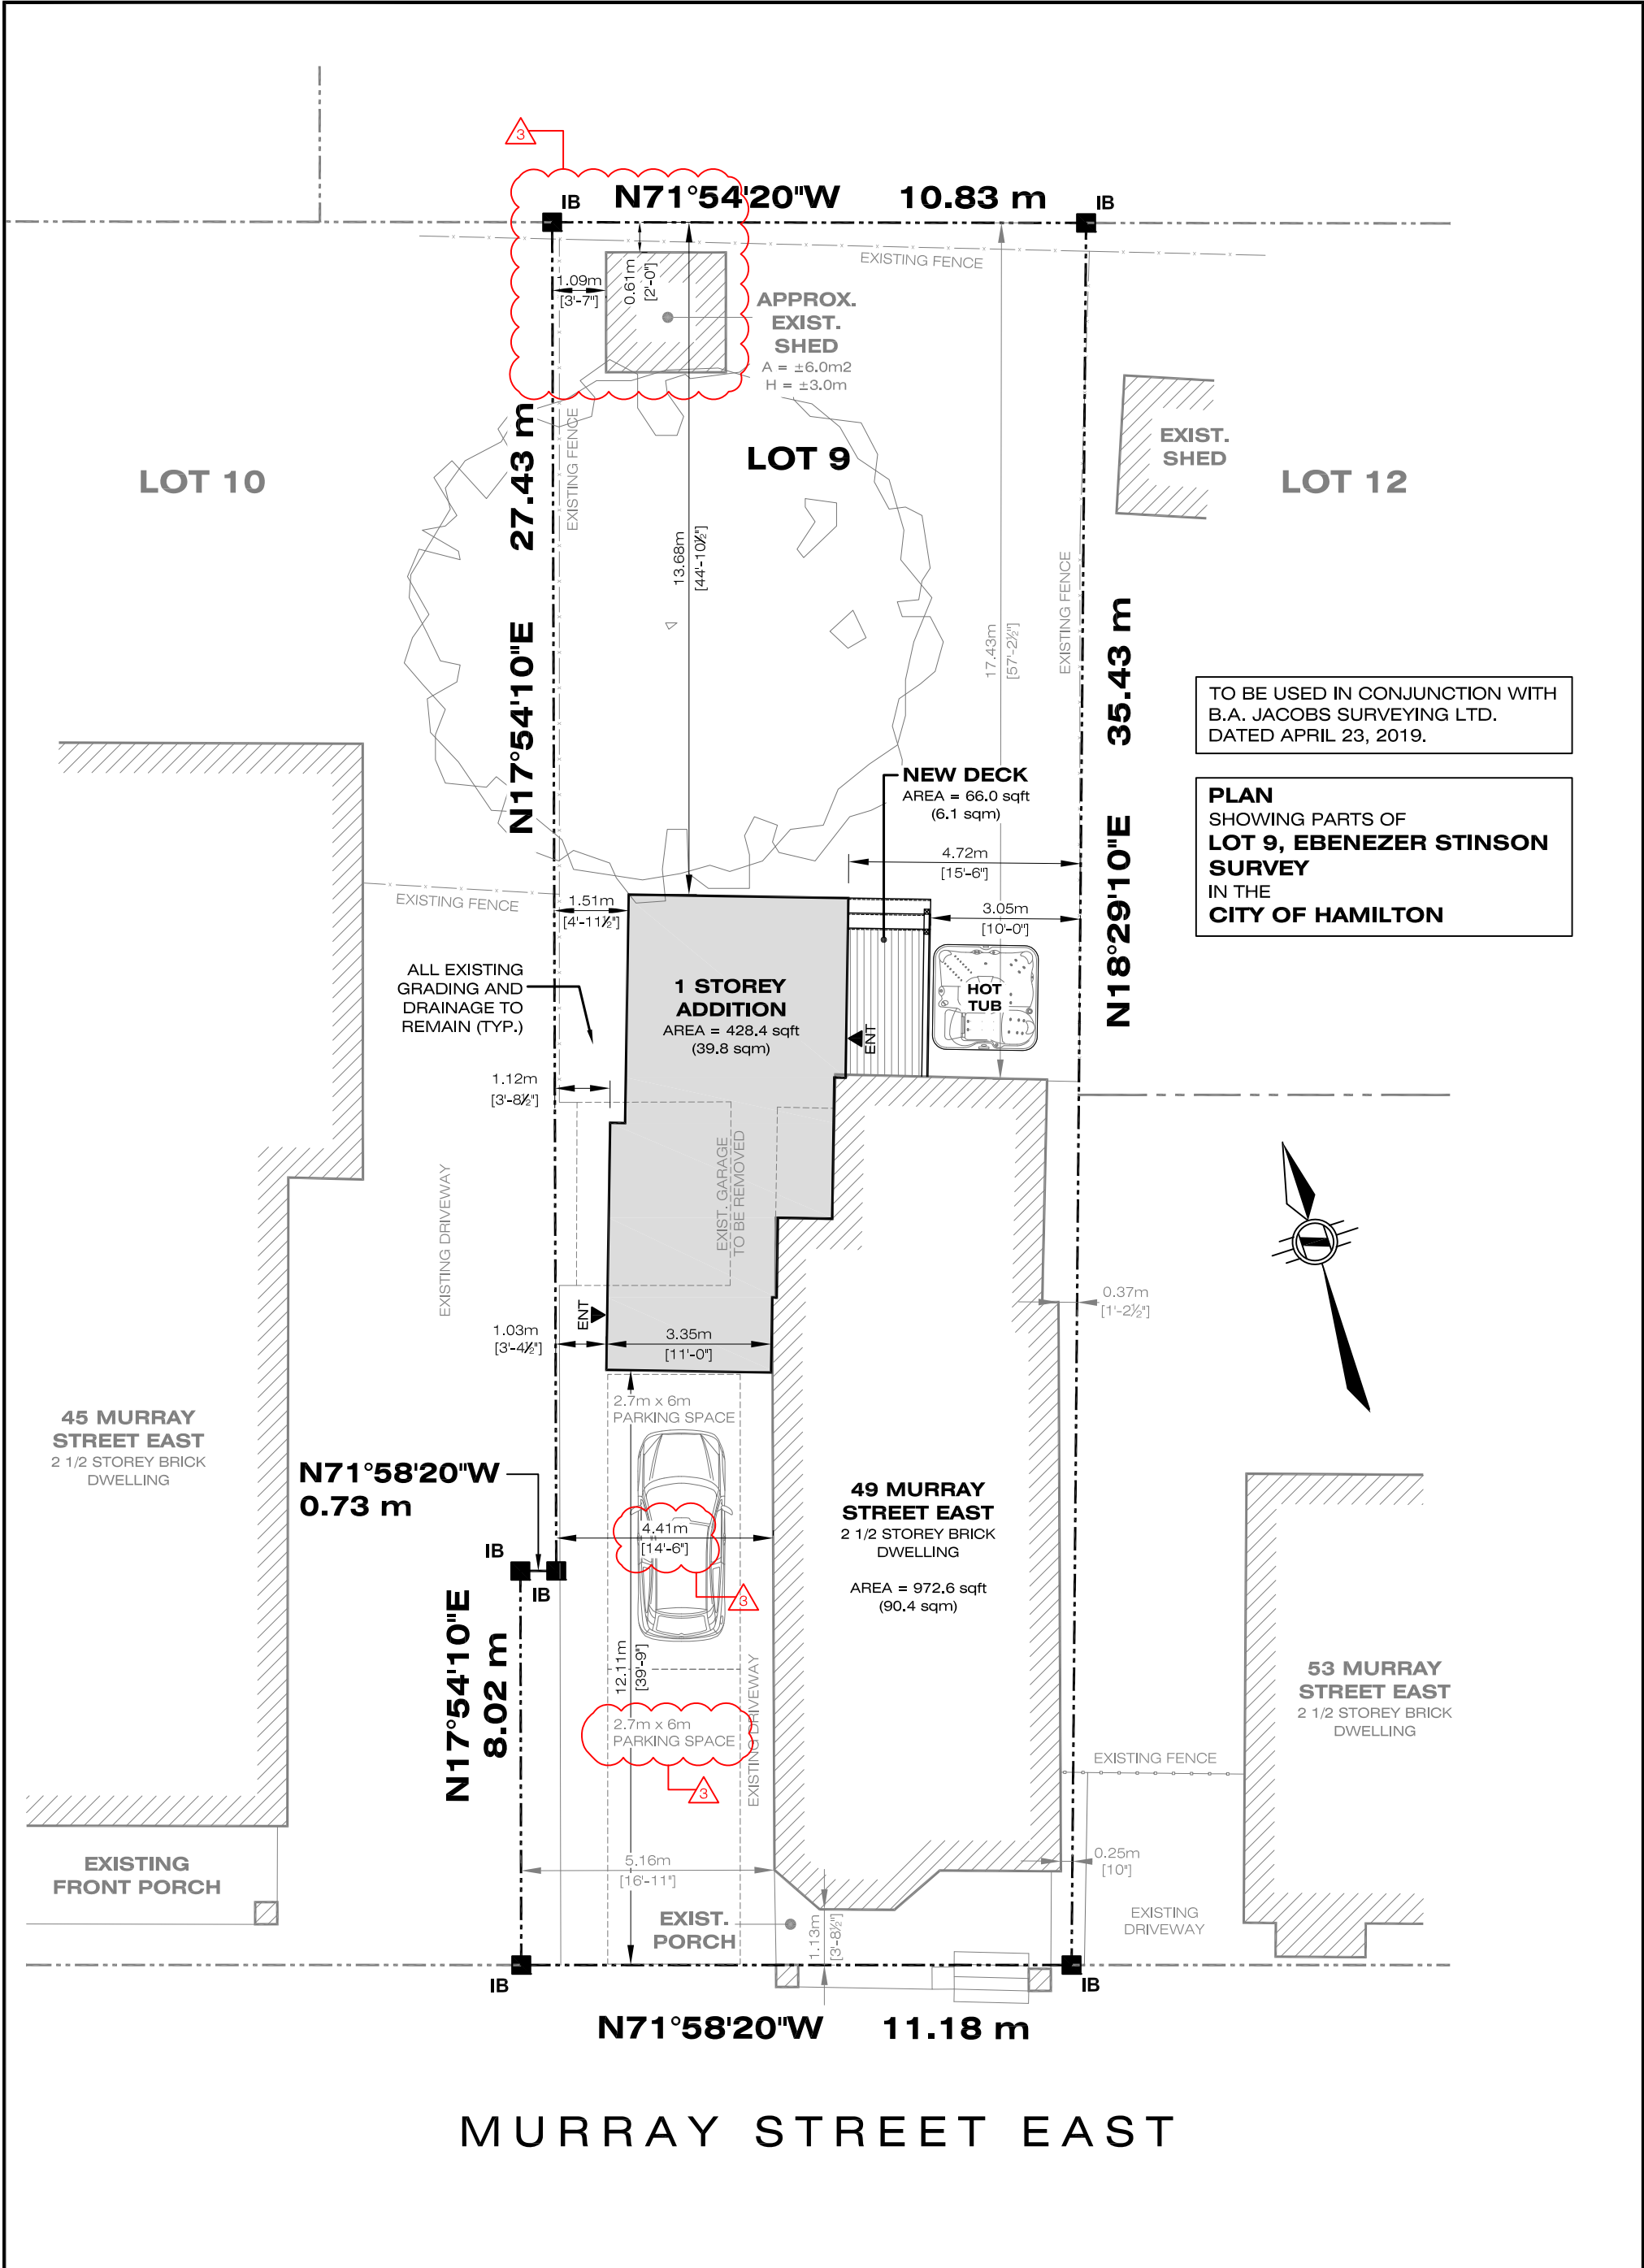 3
IB
N71°54'20"W 10.83 m
IB
EXISTING FENCE
1.09m
[3'-7"]
0.61m
[2'-0"]
APPROX.
EXIST.
SHED
A = ±6.0m2
H = ±3.0m
LOT 10
27.43 m
N17°54'10"E
EXISTING FENCE
LOT 9
13.68m
[44'-10½"]
17.43m
[57'-2½"]
EXISTING FENCE
EXIST.
SHED
LOT 12
35.43 m
N18°29'10"E
TO BE USED IN CONJUNCTION WITH
B.A. JACOBS SURVEYING LTD.
DATED APRIL 23, 2019.
PLAN
SHOWING PARTS OF
LOT 9, EBENEZER STINSON
SURVEY
IN THE
CITY OF HAMILTON
NEW DECK
AREA = 66.0 sqft
(6.1 sqm)
4.72m
[15'-6"]
EXISTING FENCE
1.51m
[4'-11½"]
3.05m
[10'-0"]
ALL EXISTING
GRADING AND
DRAINAGE TO
REMAIN (TYP.)
1 STOREY
ADDITION
AREA = 428.4 sqft
(39.8 sqm)
ENT
HOT
TUB
1.12m
[3'-8½"]
EXIST. GARAGE
TO BE REMOVED
EXISTING DRIVEWAY
ENT
1.03m
[3'-4½"]
3.35m
[11'-0"]
0.37m
[1'-2½"]
2.7m x 6m
PARKING SPACE
45 MURRAY
STREET EAST
2 1/2 STOREY BRICK
DWELLING
N71°58'20"W
0.73 m
4.41m
[14'-6"]
3
49 MURRAY
STREET EAST
2 1/2 STOREY BRICK
DWELLING
AREA = 972.6 sqft
(90.4 sqm)
IB
IB
N17°54'10"E
8.02 m
12.11m
[39'-9"]
2.7m x 6m
PARKING SPACE
3
EXISTING DRIVEWAY
53 MURRAY
STREET EAST
2 1/2 STOREY BRICK
DWELLING
EXISTING FENCE
EXISTING
FRONT PORCH
5.16m
[16'-11"]
0.25m
[10"]
EXIST.
PORCH
1.13m
[3'-8½"]
EXISTING
DRIVEWAY
IB
IB
N71°58'20"W 11.18 m
MURRAY STREET EAST